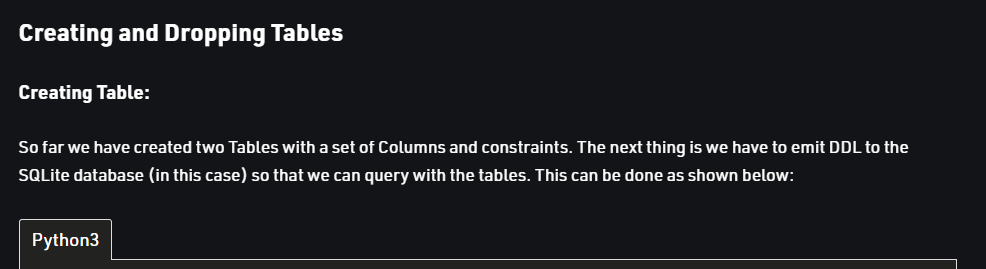 Creating and Dropping Tables
Creating Table:
So far we have created two Tables with a set of Columns and constraints. The next thing is we have to emit DDL to the
SQLite database (in this case) so that we can query with the tables. This can be done as shown below:
Python3